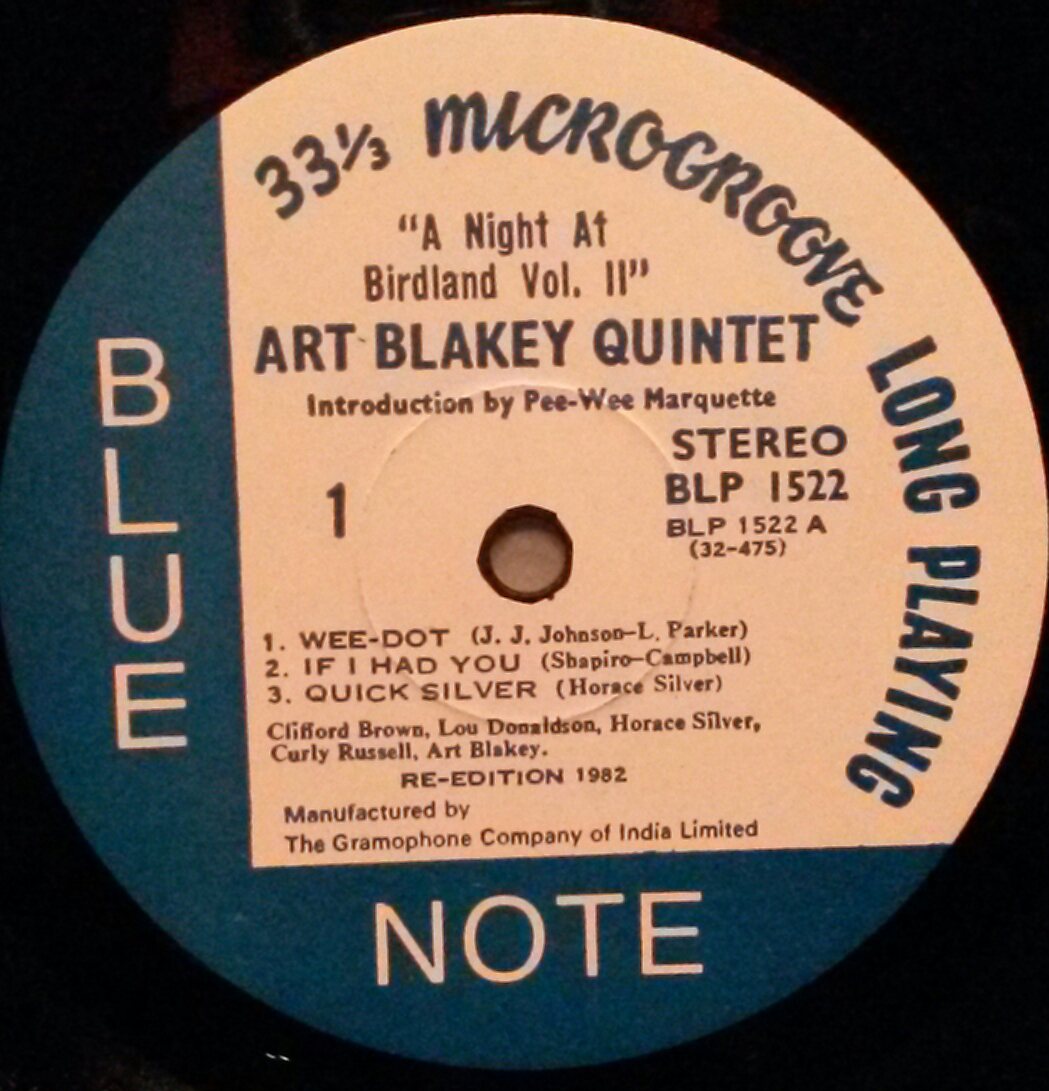 33⅓ MICROGROOVE LONG PLAYING
"A Night At
Birdland Vol. II"
ART BLAKEY QUINTET
Introduction by Pee-Wee Marquette
STEREO
BLP 1522
1
BLP 1522 A
(32-475)
1. WEE-DOT (J. J. Johnson-L. Parker)
2. IF I HAD YOU (Shapiro-Campbell)
3. QUICK SILVER (Horace Silver)
Clifford Brown, Lou Donaldson, Horace Silver,
Curly Russell, Art Blakey.
RE-EDITION 1982
Manufactured by
The Gramophone Company of India Limited
BLUE
NOTE